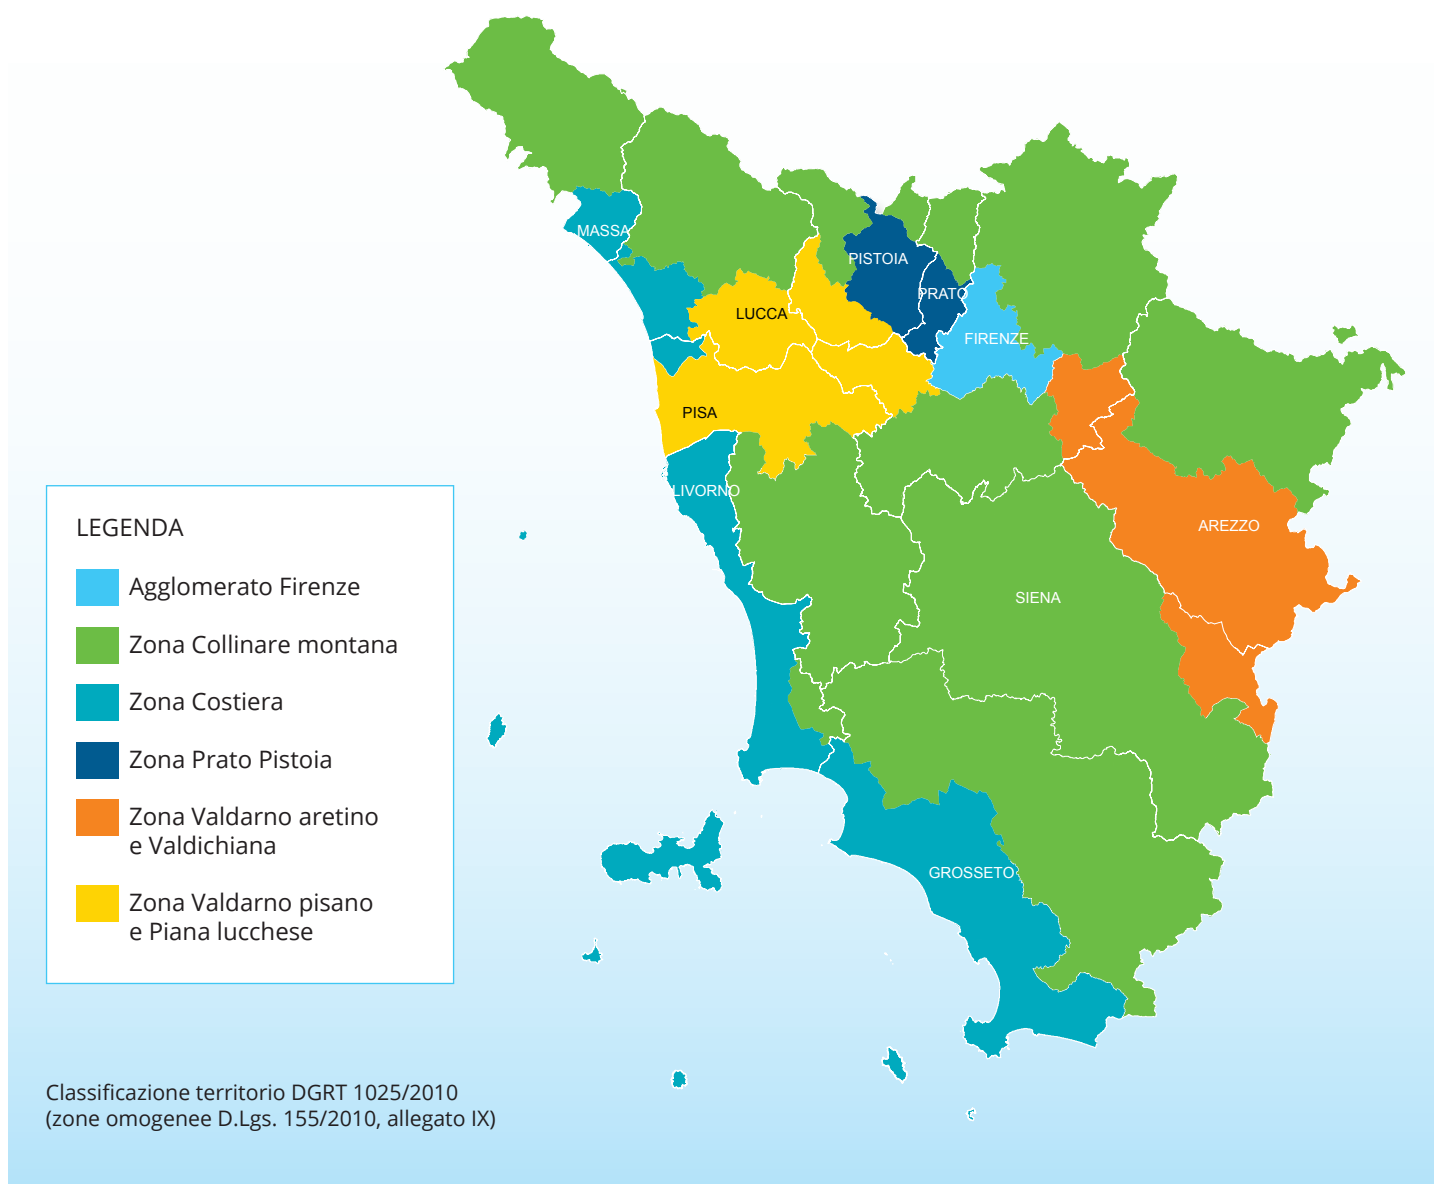 MASSA
PISTOIA
PRATO
LUCCA
FIRENZE
PISA
LIVORNO
AREZZO
SIENA
GROSSETO
LEGENDA
Agglomerato Firenze
Zona Collinare montana
Zona Costiera
Zona Prato Pistoia
Zona Valdarno aretino
e Valdichiana
Zona Valdarno pisano
e Piana lucchese
Classificazione territorio DGRT 1025/2010
(zone omogenee D.Lgs. 155/2010, allegato IX)